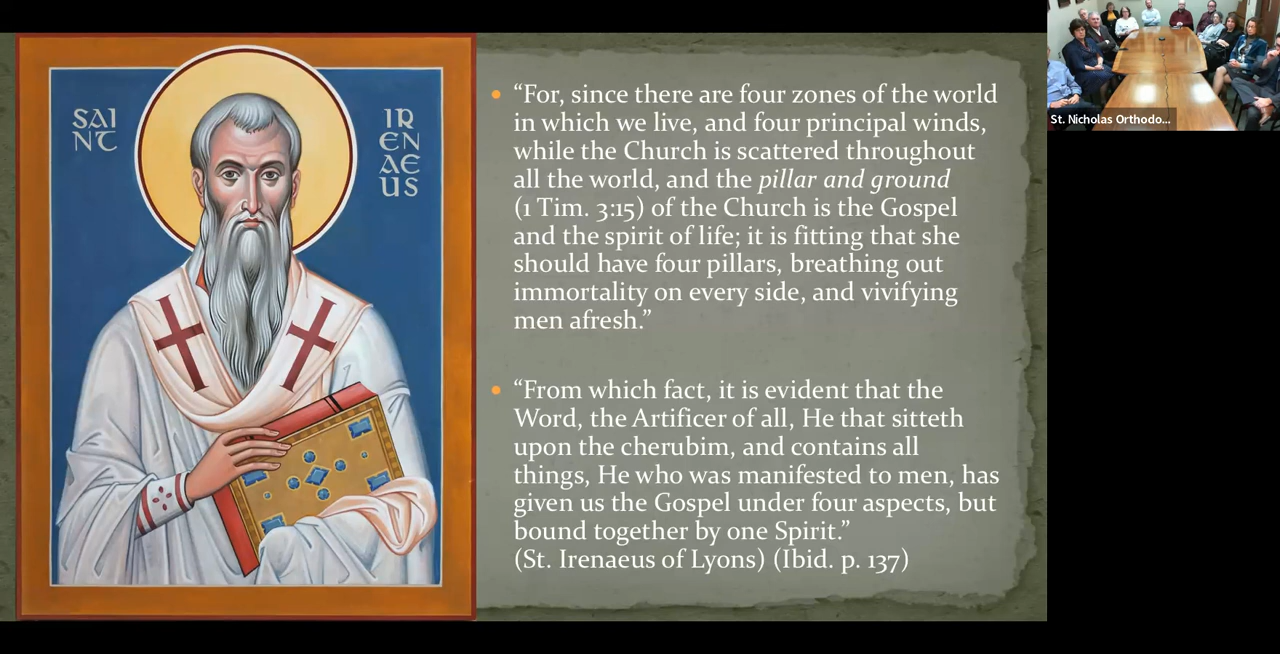 SAI
NT
IR
EN
AE
US
“For, since there are four zones of the world
in which we live, and four principal winds,
while the Church is scattered throughout
all the world, and the pillar and ground
(1 Tim. 3:15) of the Church is the Gospel
and the spirit of life; it is fitting that she
should have four pillars, breathing out
immortality on every side, and vivifying
men afresh.”
“From which fact, it is evident that the
Word, the Artificer of all, He that sitteth
upon the cherubim, and contains all
things, He who was manifested to men, has
given us the Gospel under four aspects, but
bound together by one Spirit.”
(St. Irenaeus of Lyons) (Ibid. p. 137)
St. Nicholas Orthodo...